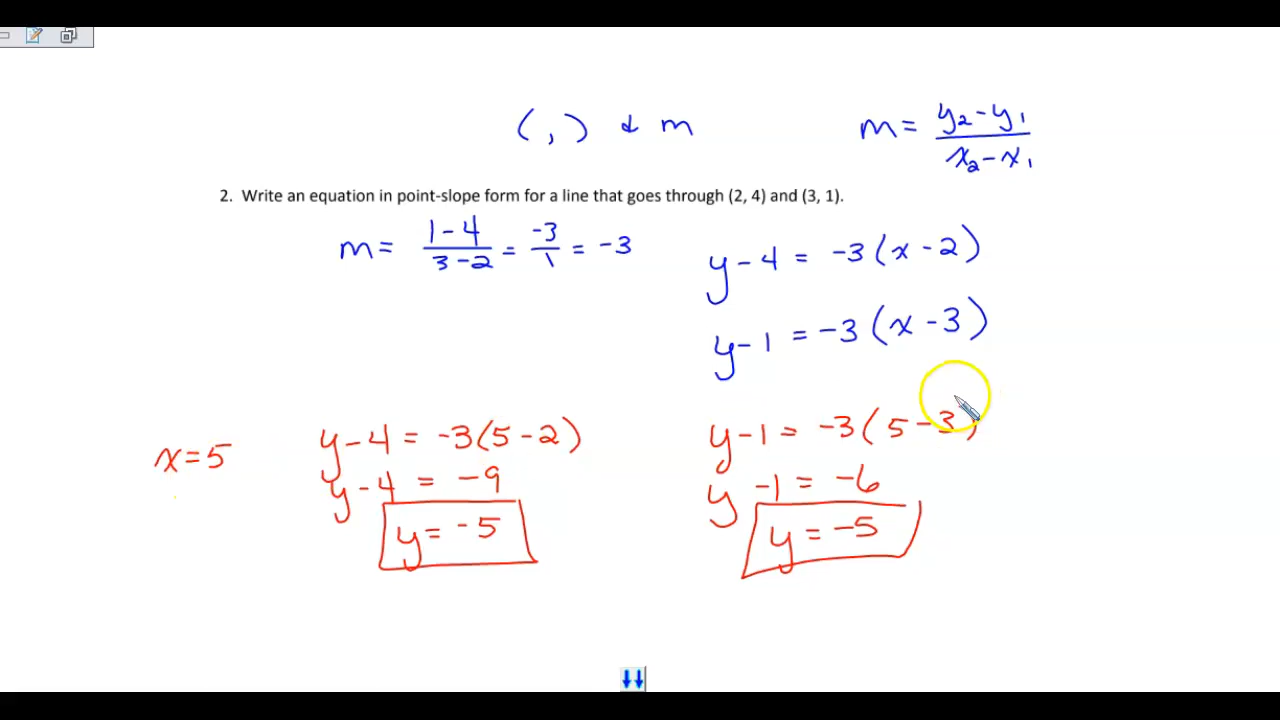 ( , ) & m
m = y₂ - y₁ / x₂ - x₁
2. Write an equation in point-slope form for a line that goes through (2, 4) and (3, 1).
m = 1 - 4 / 3 - 2 = -3 / 1 = -3
y - 4 = -3 (x - 2)
y - 1 = -3 (x - 3)
x = 5
y - 4 = -3(5 - 2)
y - 4 = -9
y = -5
y - 1 = -3(5 - 3)
y - 1 = -6
y = -5